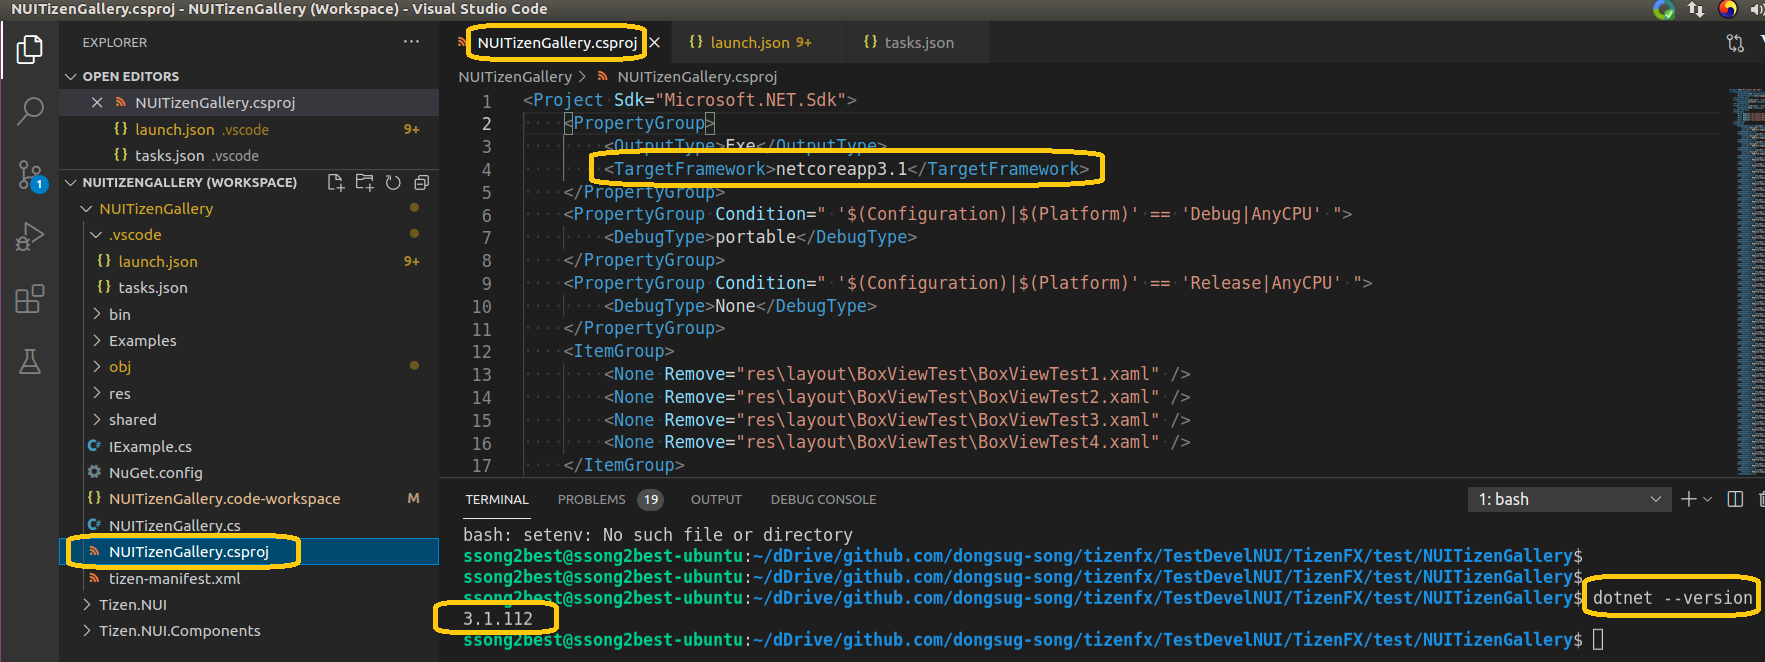 NUITizenGallery.csproj - NUITizenGallery (Workspace) - Visual Studio Code
EXPLORER
OPEN EDITORS
NUITizenGallery.csproj
launch.json .vscode 9+
tasks.json .vscode
1
NUITIZENGALLERY (WORKSPACE)
NUITizenGallery
.vscode
launch.json 9+
tasks.json
bin
Examples
obj
res
shared
IExample.cs
NuGet.config
NUITizenGallery.code-workspace M
NUITizenGallery.cs
NUITizenGallery.csproj
tizen-manifest.xml
Tizen.NUI
Tizen.NUI.Components
NUITizenGallery.csproj launch.json 9+ tasks.json
NUITizenGallery > NUITizenGallery.csproj
1 <Project Sdk="Microsoft.NET.Sdk">
2 <PropertyGroup>
3 <OutputType>Exe</OutputType>
4 <TargetFramework>netcoreapp3.1</TargetFramework>
5 </PropertyGroup>
6 <PropertyGroup Condition=" '$(Configuration)|$(Platform)' == 'Debug|AnyCPU' ">
7 <DebugType>portable</DebugType>
8 </PropertyGroup>
9 <PropertyGroup Condition=" '$(Configuration)|$(Platform)' == 'Release|AnyCPU' ">
10 <DebugType>None</DebugType>
11 </PropertyGroup>
12 <ItemGroup>
13 <None Remove="res\layout\BoxViewTest\BoxViewTest1.xaml" />
14 <None Remove="res\layout\BoxViewTest\BoxViewTest2.xaml" />
15 <None Remove="res\layout\BoxViewTest\BoxViewTest3.xaml" />
16 <None Remove="res\layout\BoxViewTest\BoxViewTest4.xaml" />
17 </ItemGroup>
TERMINAL PROBLEMS 19 OUTPUT DEBUG CONSOLE 1: bash
bash: setenv: No such file or directory
ssong2best@ssong2best-ubuntu:~/dDrive/github.com/dongsug-song/tizenfx/TestDevelNUI/TizenFX/test/NUITizenGallery$
ssong2best@ssong2best-ubuntu:~/dDrive/github.com/dongsug-song/tizenfx/TestDevelNUI/TizenFX/test/NUITizenGallery$
ssong2best@ssong2best-ubuntu:~/dDrive/github.com/dongsug-song/tizenfx/TestDevelNUI/TizenFX/test/NUITizenGallery$ dotnet --version
3.1.112
ssong2best@ssong2best-ubuntu:~/dDrive/github.com/dongsug-song/tizenfx/TestDevelNUI/TizenFX/test/NUITizenGallery$